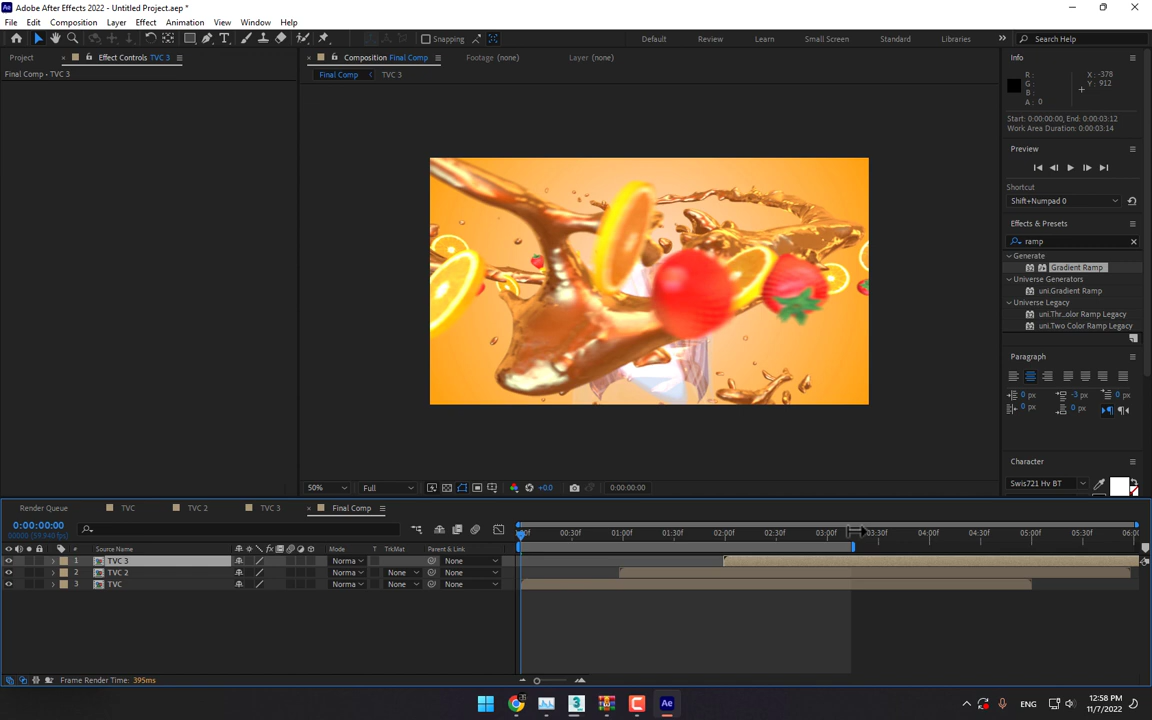 Adobe After Effects 2022 - Untitled Project.aep *
File Edit Composition Layer Effect Animation View Window Help
Snapping
Default Review Learn Small Screen Standard Libraries Search Help
Project Effect Controls TVC 3 Composition Final Comp Footage (none) Layer (none) Info
Final Comp • TVC 3 Final Comp TVC 3
R : X : -378
G : Y : 912
B :
A : 0
Start: 0:00:00:00, End: 0:00:03:12
Work Area Duration: 0:00:03:14
Preview
Shortcut
Shift+Numpad 0
Effects & Presets
ramp
Generate
Gradient Ramp
Universe Generators
uni.Gradient Ramp
Universe Legacy
uni.Thr...olor Ramp Legacy
uni.Two Color Ramp Legacy
Paragraph
0 px -3 px 0 px
0 px 0 px
Character
Swis721 Hv BT
50% Full +0.0 0:00:00:00
Render Queue TVC TVC 2 TVC 3 Final Comp
0:00:00:00
00:30f 01:00f 01:30f 02:00f 02:30f 03:00f 03:30f 04:00f 04:30f 05:00f 05:30f
# Source Name Mode T TrkMat Parent & Link
1 TVC 3 Norma None
2 TVC 2 Norma None None
3 TVC Norma None None
Frame Render Time: 395ms
ENG 12:58 PM
11/7/2022